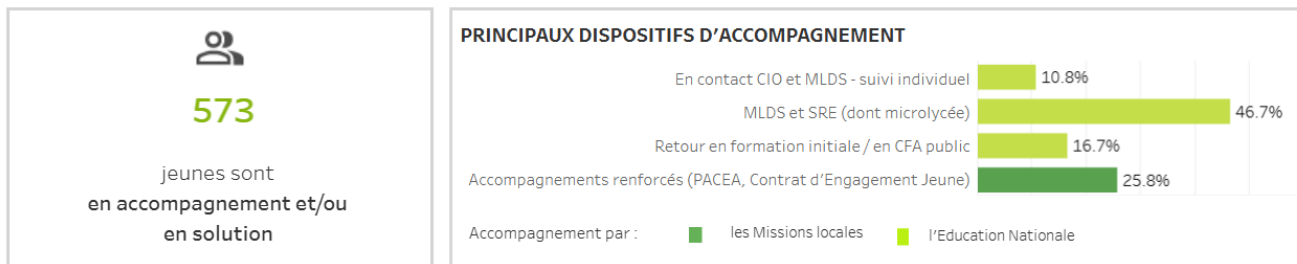 573
jeunes sont
en accompagnement et/ou
en solution
PRINCIPAUX DISPOSITIFS D'ACCOMPAGNEMENT
En contact CIO et MLDS - suivi individuel 10.8%
MLDS et SRE (dont microlycée) 46.7%
Retour en formation initiale / en CFA public 16.7%
Accompagnements renforcés (PACEA, Contrat d'Engagement Jeune) 25.8%
Accompagnement par : les Missions locales l'Education Nationale